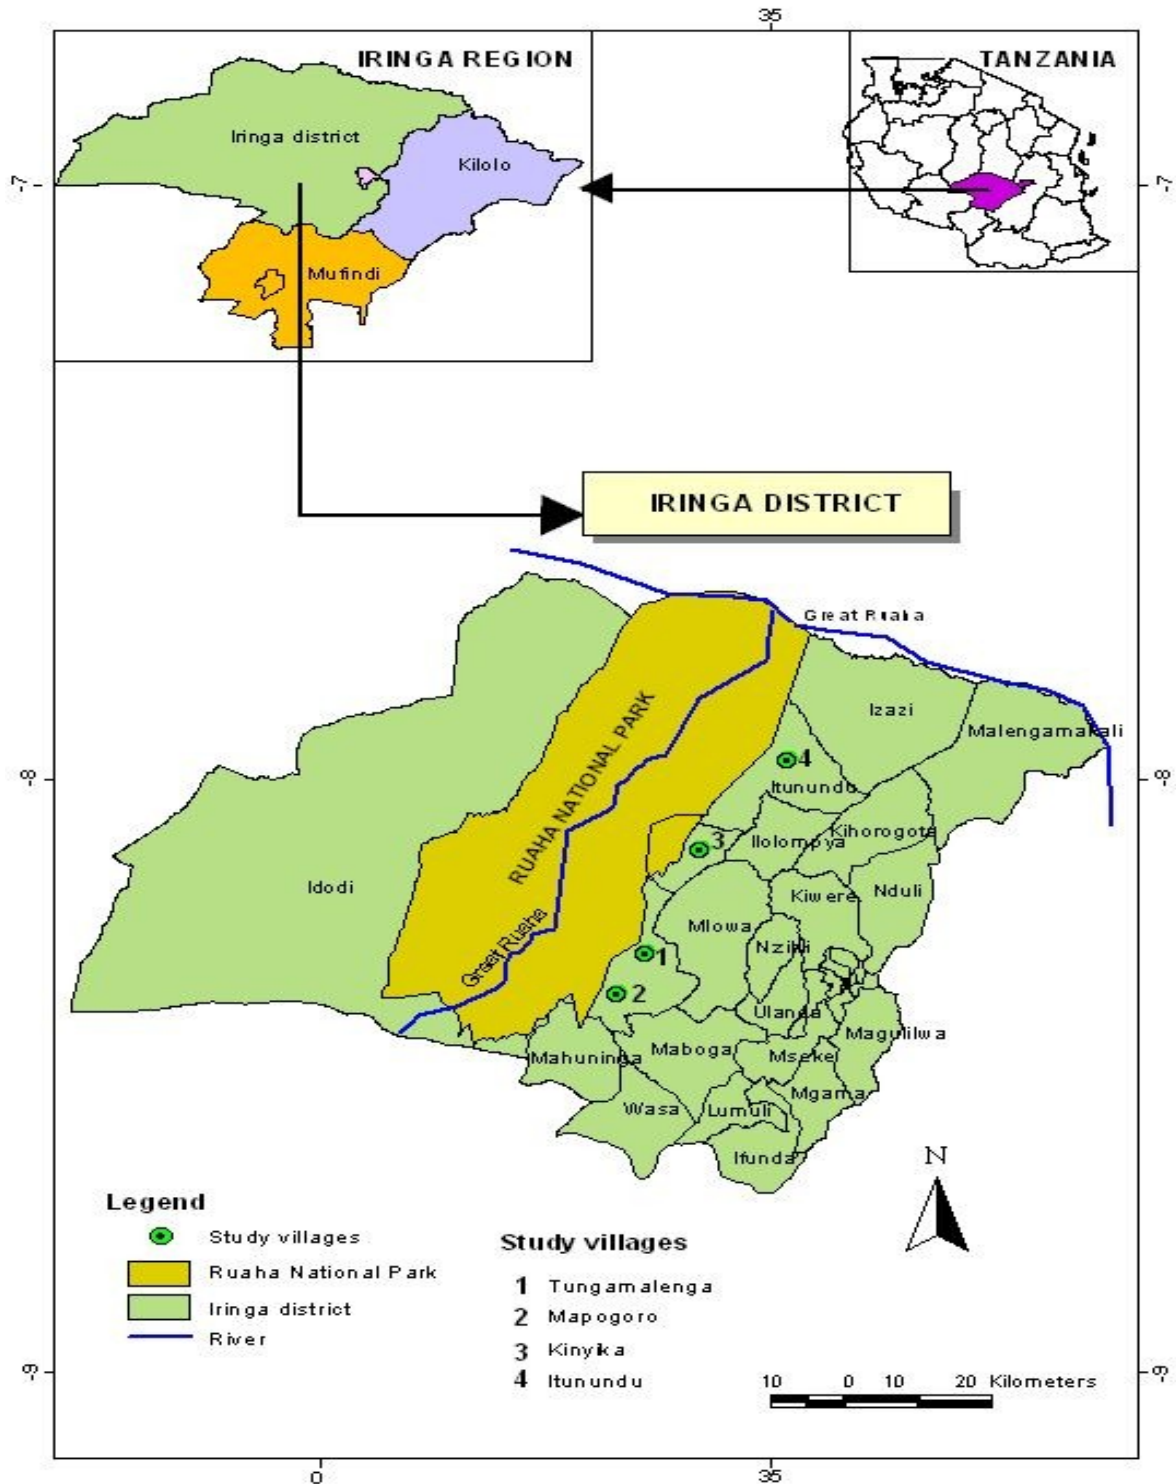 35
IRINGA REGION
TANZANIA
Iringa district
Kilolo
Mufindi
-7
-7
IRINGA DISTRICT
Great Ruaha
Izazi
Malengamakali
4
Itunundu
-8
-8
RUAHA NATIONAL PARK
3
Ilolompya
Kihorogota
Idodi
Kiwere
Nduli
Mlowa
Nzihi
Great Ruaha
1
2
Ulanda
Magulilwa
Mahuninga
Maboga
Mseke
Mgama
Wasa
Lumuli
Ifunda
N
Legend
Study villages
Ruaha National Park
Iringa district
River
Study villages
1 Tungamalenga
2 Mapogoro
3 Kinyika
4 Itunundu
10 0 10 20 Kilometers
-9
-9
0
35